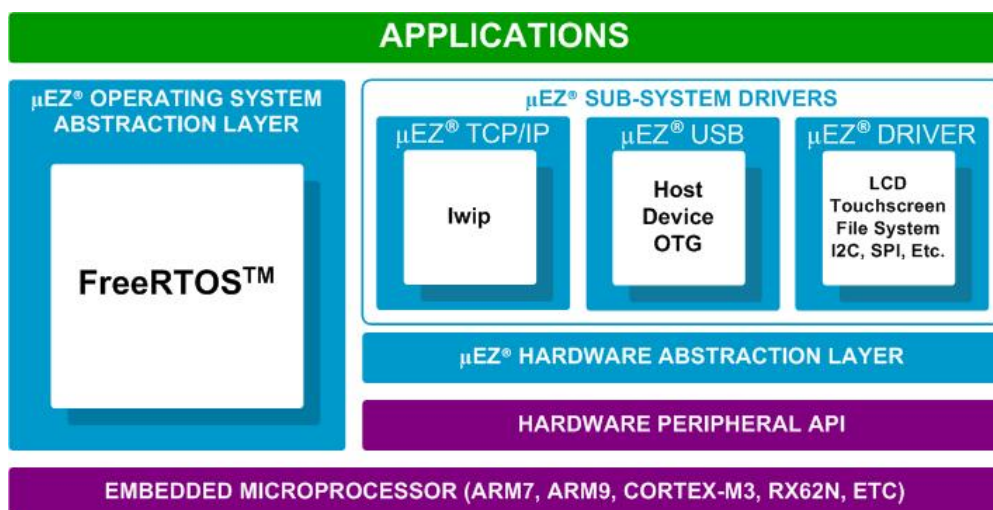 APPLICATIONS
µEZ® OPERATING SYSTEM
ABSTRACTION LAYER
FreeRTOS™
µEZ® SUB-SYSTEM DRIVERS
µEZ® TCP/IP
lwip
µEZ® USB
Host
Device
OTG
µEZ® DRIVER
LCD
Touchscreen
File System
I2C, SPI, Etc.
µEZ® HARDWARE ABSTRACTION LAYER
HARDWARE PERIPHERAL API
EMBEDDED MICROPROCESSOR (ARM7, ARM9, CORTEX-M3, RX62N, ETC)